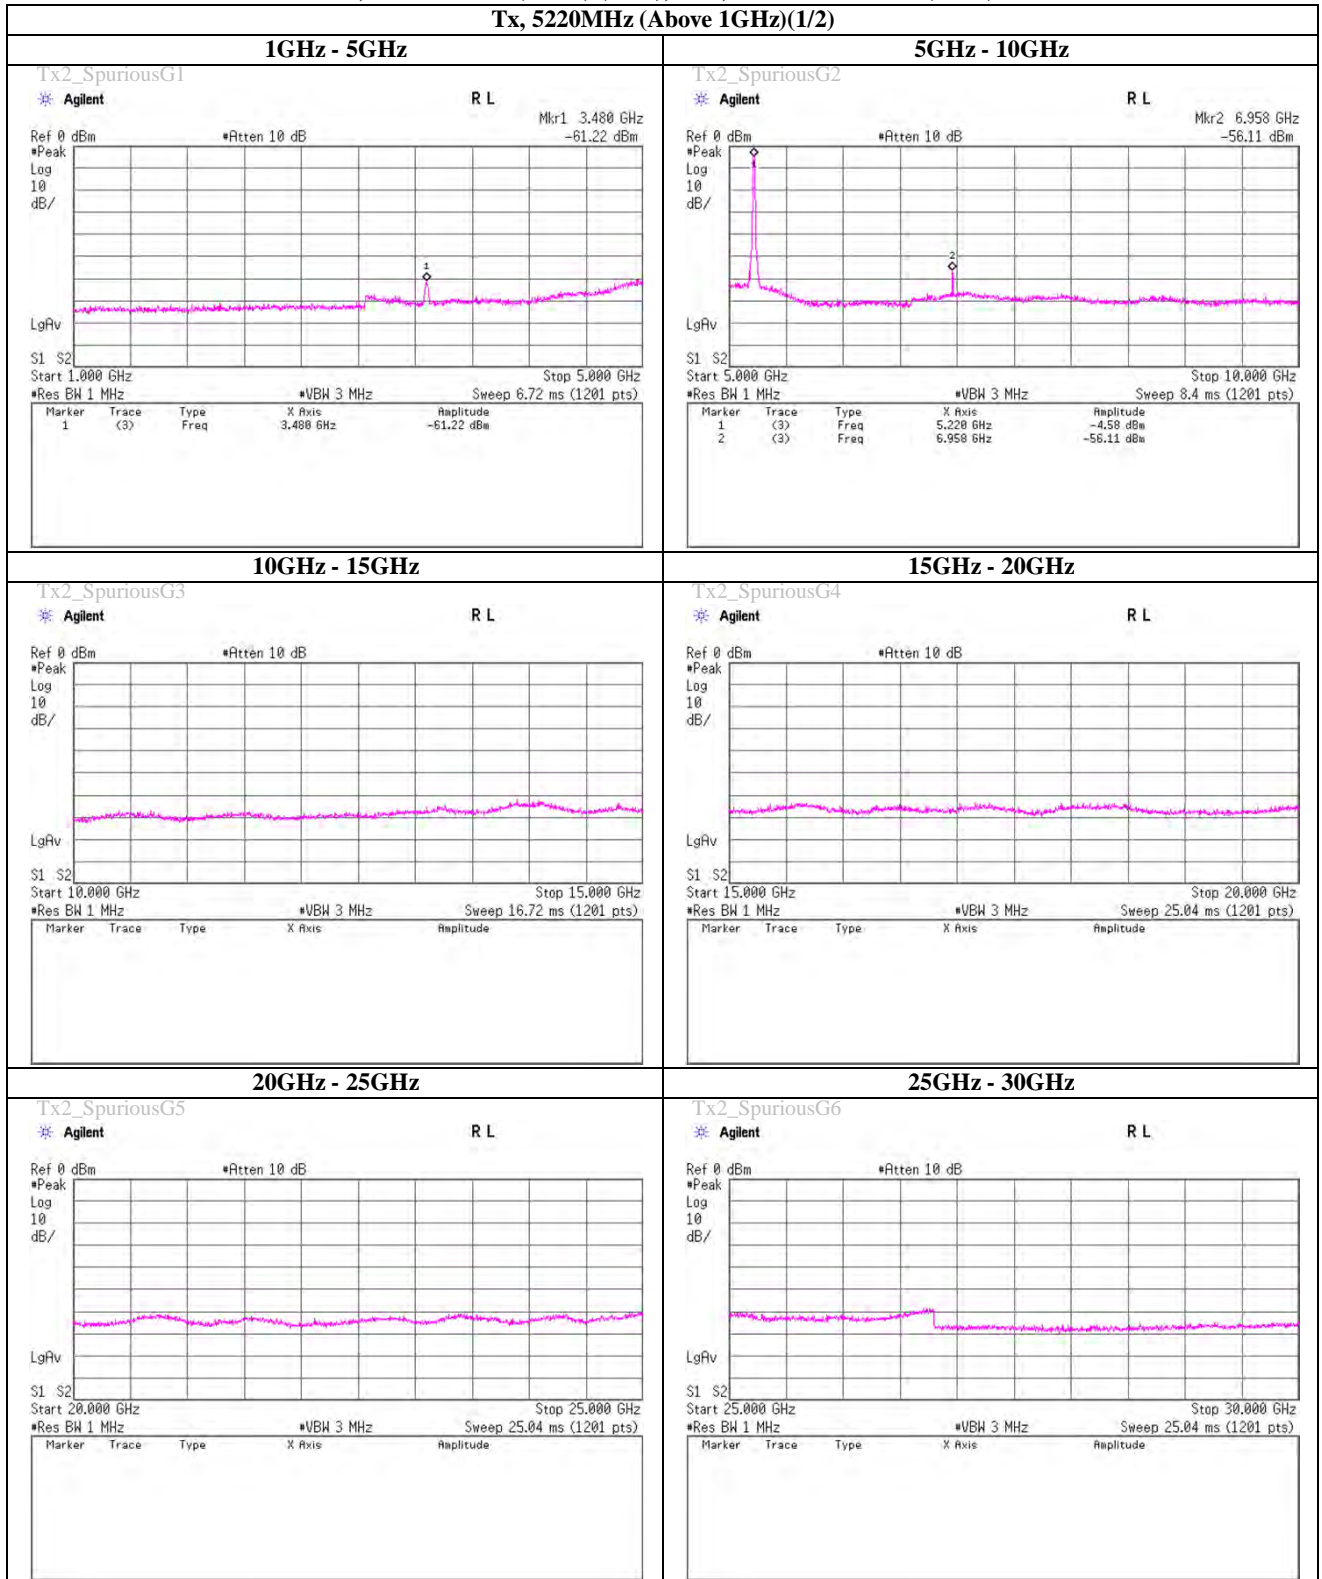 Tx, 5220MHz (Above 1GHz)(1/2)
1GHz - 5GHz
Tx2_SpuriousG1
Agilent
R L
Mkr1 3.480 GHz
Ref 0 dBm #Atten 10 dB -61.22 dBm
#Peak
Log
10
dB/
1
LgAv
S1 S2
Start 1.000 GHz Stop 5.000 GHz
#Res BW 1 MHz #VBW 3 MHz Sweep 6.72 ms (1201 pts)
Marker Trace Type X Axis Amplitude
1 (3) Freq 3.480 GHz -61.22 dBm
5GHz - 10GHz
Tx2_SpuriousG2
Agilent
R L
Mkr2 6.958 GHz
Ref 0 dBm #Atten 10 dB -56.11 dBm
#Peak
Log
10
dB/
2
LgAv
S1 S2
Start 5.000 GHz Stop 10.000 GHz
#Res BW 1 MHz #VBW 3 MHz Sweep 8.4 ms (1201 pts)
Marker Trace Type X Axis Amplitude
1 (3) Freq 5.220 GHz -4.58 dBm
2 (3) Freq 6.958 GHz -56.11 dBm
10GHz - 15GHz
Tx2_SpuriousG3
Agilent
R L
Ref 0 dBm #Atten 10 dB
#Peak
Log
10
dB/
LgAv
S1 S2
Start 10.000 GHz Stop 15.000 GHz
#Res BW 1 MHz #VBW 3 MHz Sweep 16.72 ms (1201 pts)
Marker Trace Type X Axis Amplitude
15GHz - 20GHz
Tx2_SpuriousG4
Agilent
R L
Ref 0 dBm #Atten 10 dB
#Peak
Log
10
dB/
LgAv
S1 S2
Start 15.000 GHz Stop 20.000 GHz
#Res BW 1 MHz #VBW 3 MHz Sweep 25.04 ms (1201 pts)
Marker Trace Type X Axis Amplitude
20GHz - 25GHz
Tx2_SpuriousG5
Agilent
R L
Ref 0 dBm #Atten 10 dB
#Peak
Log
10
dB/
LgAv
S1 S2
Start 20.000 GHz Stop 25.000 GHz
#Res BW 1 MHz #VBW 3 MHz Sweep 25.04 ms (1201 pts)
Marker Trace Type X Axis Amplitude
25GHz - 30GHz
Tx2_SpuriousG6
Agilent
R L
Ref 0 dBm #Atten 10 dB
#Peak
Log
10
dB/
LgAv
S1 S2
Start 25.000 GHz Stop 30.000 GHz
#Res BW 1 MHz #VBW 3 MHz Sweep 25.04 ms (1201 pts)
Marker Trace Type X Axis Amplitude